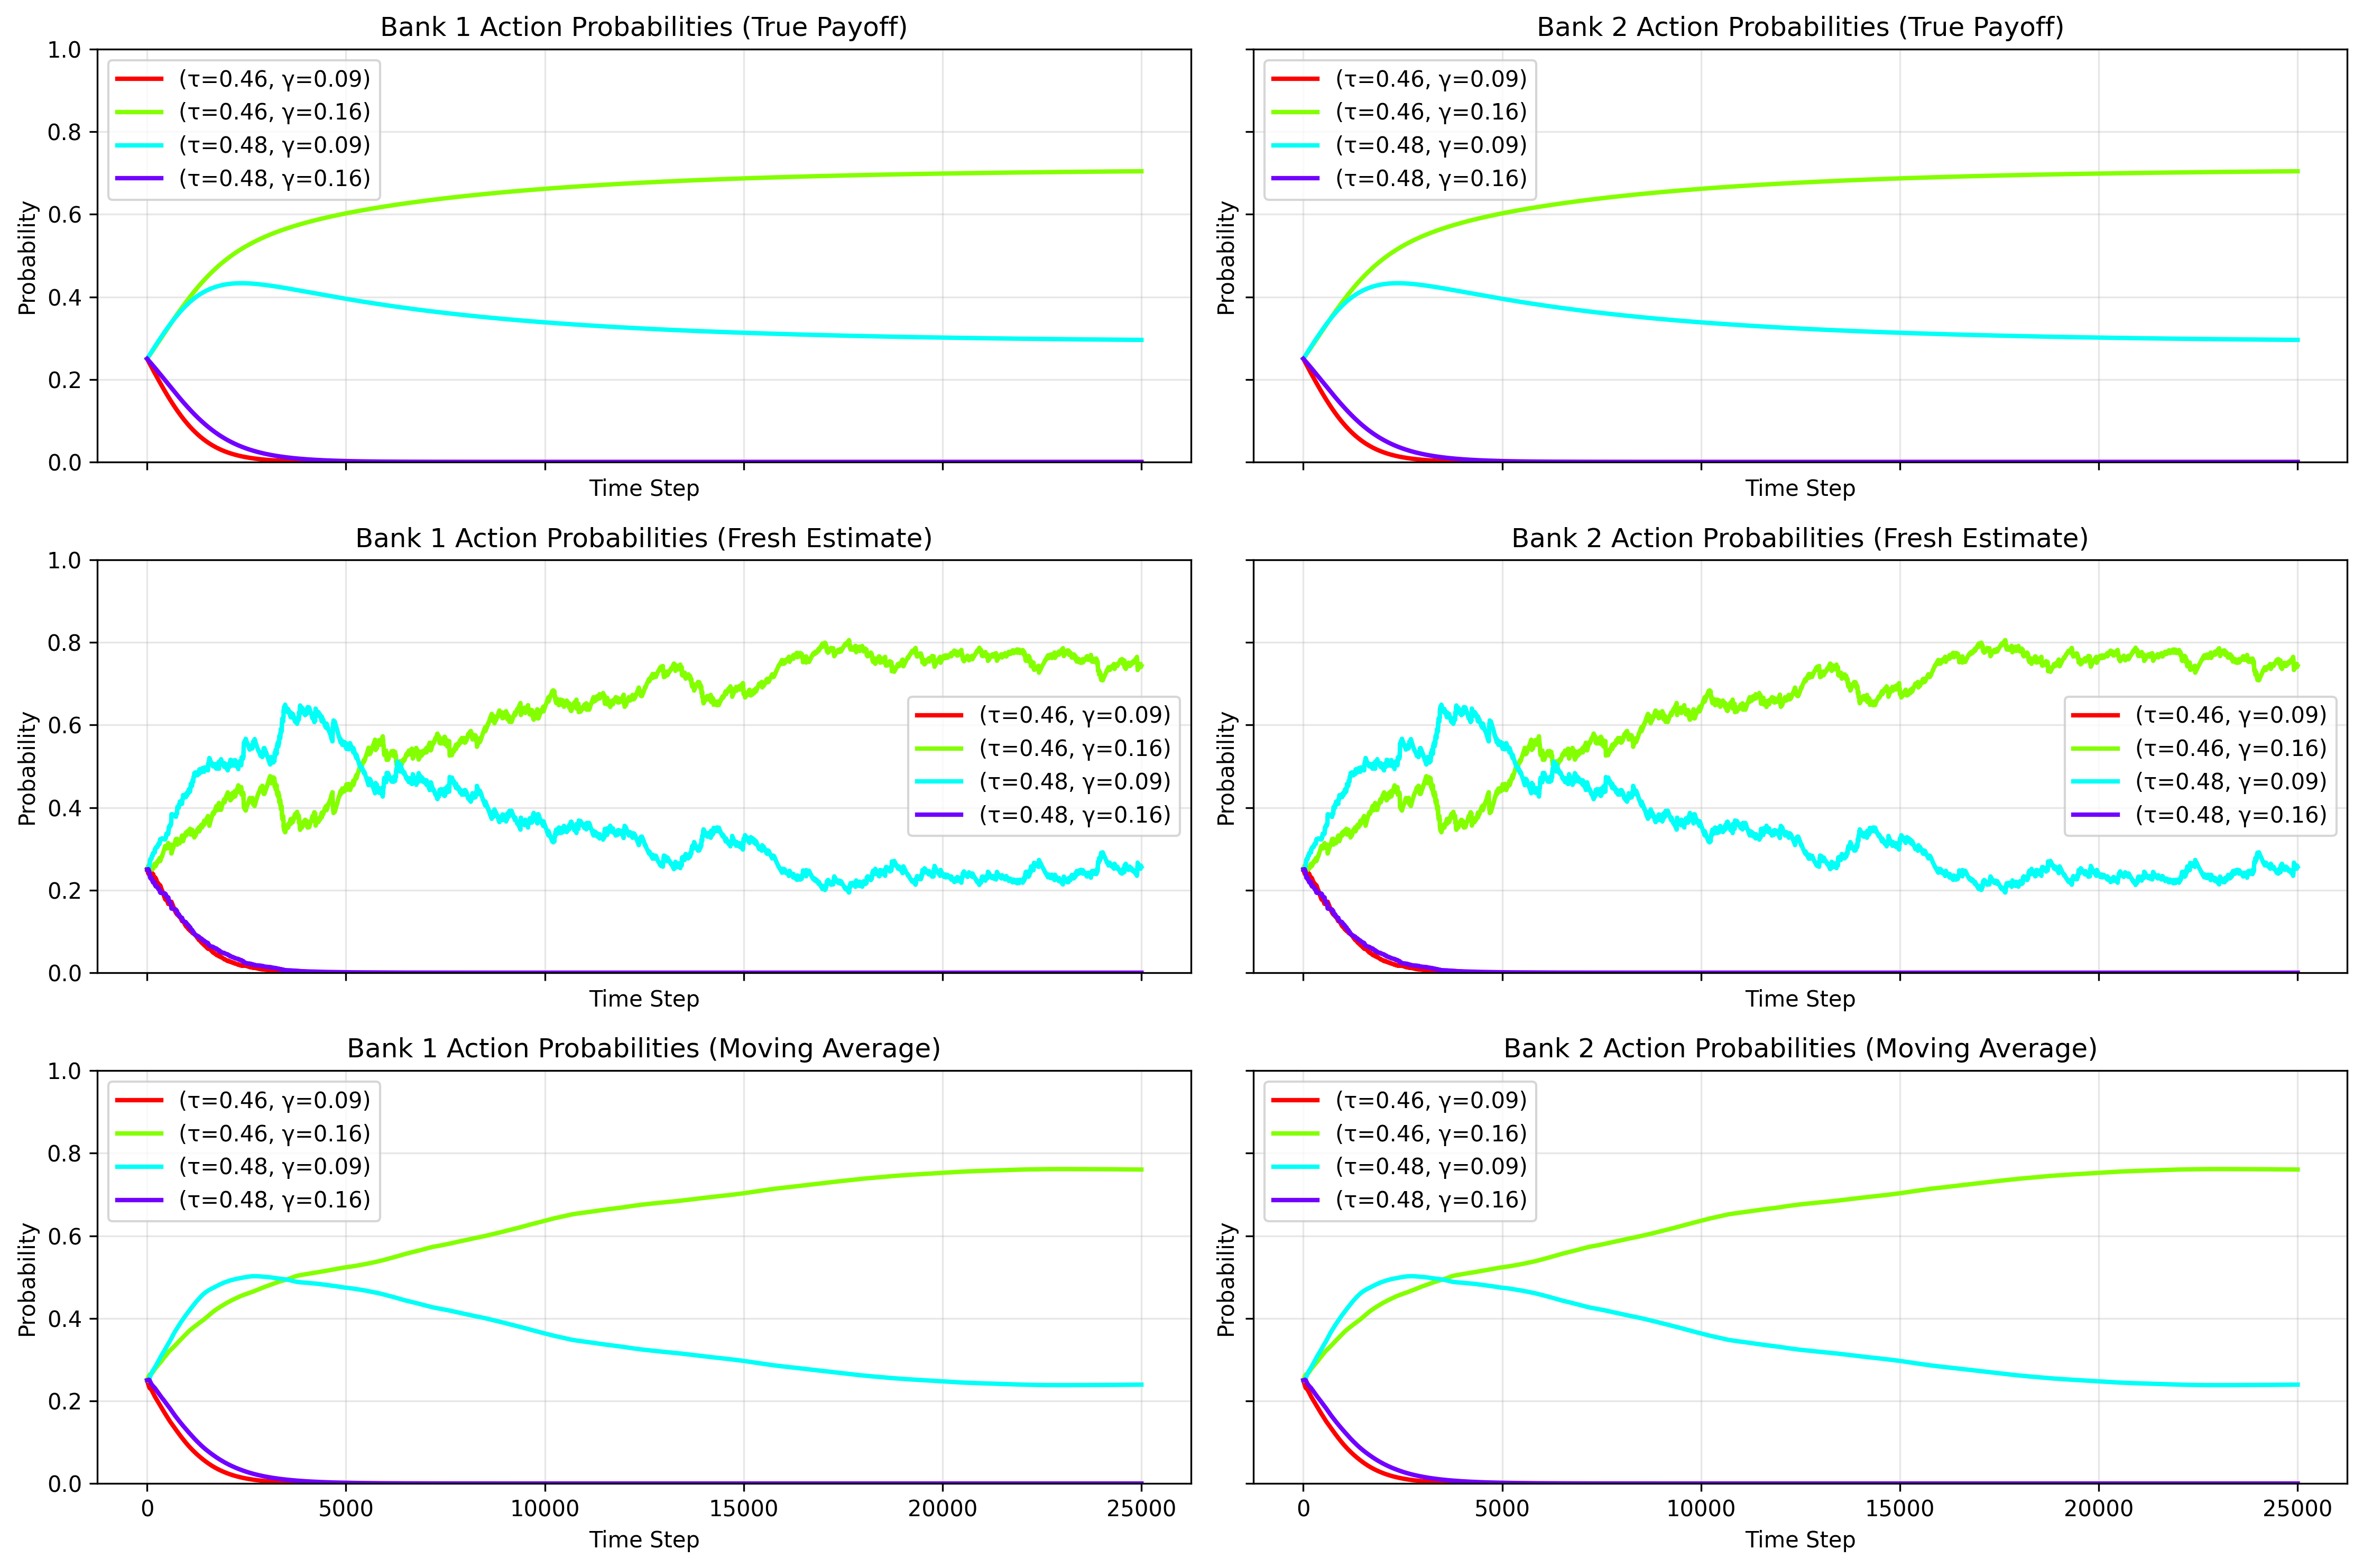 Bank 1 Action Probabilities (True Payoff)
1.0
0.8
0.6
0.4
0.2
0.0
Probability
(τ=0.46, γ=0.09)
(τ=0.46, γ=0.16)
(τ=0.48, γ=0.09)
(τ=0.48, γ=0.16)
Time Step
Bank 2 Action Probabilities (True Payoff)
Probability
(τ=0.46, γ=0.09)
(τ=0.46, γ=0.16)
(τ=0.48, γ=0.09)
(τ=0.48, γ=0.16)
Time Step
Bank 1 Action Probabilities (Fresh Estimate)
1.0
0.8
0.6
0.4
0.2
0.0
Probability
(τ=0.46, γ=0.09)
(τ=0.46, γ=0.16)
(τ=0.48, γ=0.09)
(τ=0.48, γ=0.16)
Time Step
Bank 2 Action Probabilities (Fresh Estimate)
Probability
(τ=0.46, γ=0.09)
(τ=0.46, γ=0.16)
(τ=0.48, γ=0.09)
(τ=0.48, γ=0.16)
Time Step
Bank 1 Action Probabilities (Moving Average)
1.0
0.8
0.6
0.4
0.2
0.0
Probability
(τ=0.46, γ=0.09)
(τ=0.46, γ=0.16)
(τ=0.48, γ=0.09)
(τ=0.48, γ=0.16)
0 5000 10000 15000 20000 25000
Time Step
Bank 2 Action Probabilities (Moving Average)
Probability
(τ=0.46, γ=0.09)
(τ=0.46, γ=0.16)
(τ=0.48, γ=0.09)
(τ=0.48, γ=0.16)
0 5000 10000 15000 20000 25000
Time Step